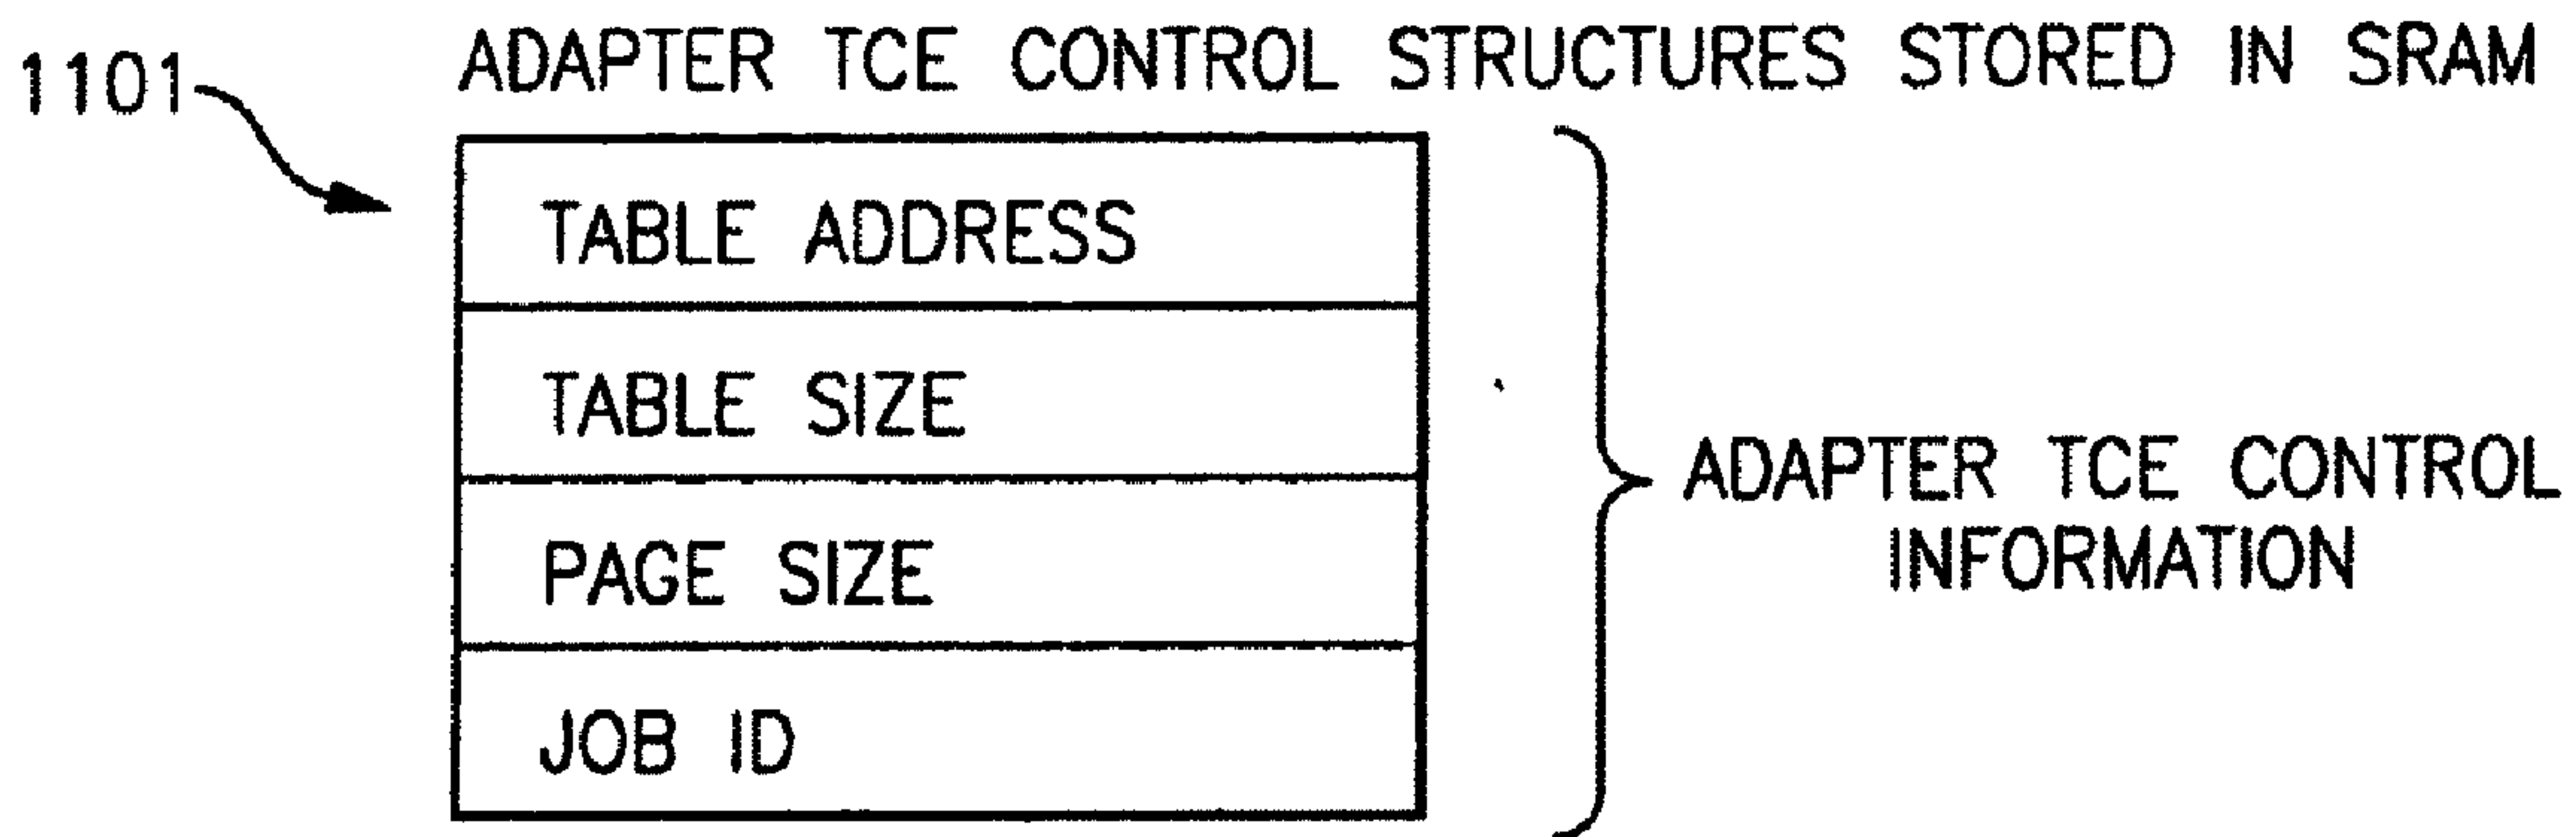 ADAPTER TCE CONTROL STRUCTURES STORED IN SRAM
1101
TABLE ADDRESS
TABLE SIZE
PAGE SIZE
JOB ID
ADAPTER TCE CONTROL
INFORMATION